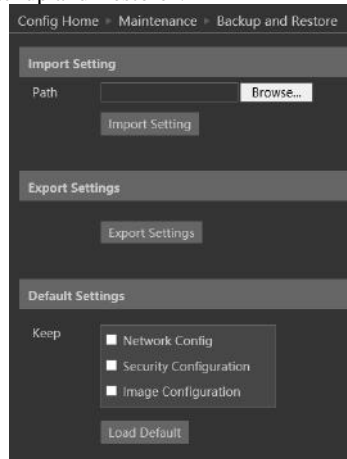 Config Home ▸ Maintenance ▸ Backup and Restore
Import Setting
Path Browse...
Import Setting
Export Settings
Export Settings
Default Settings
Keep
Network Config
Security Configuration
Image Configuration
Load Default